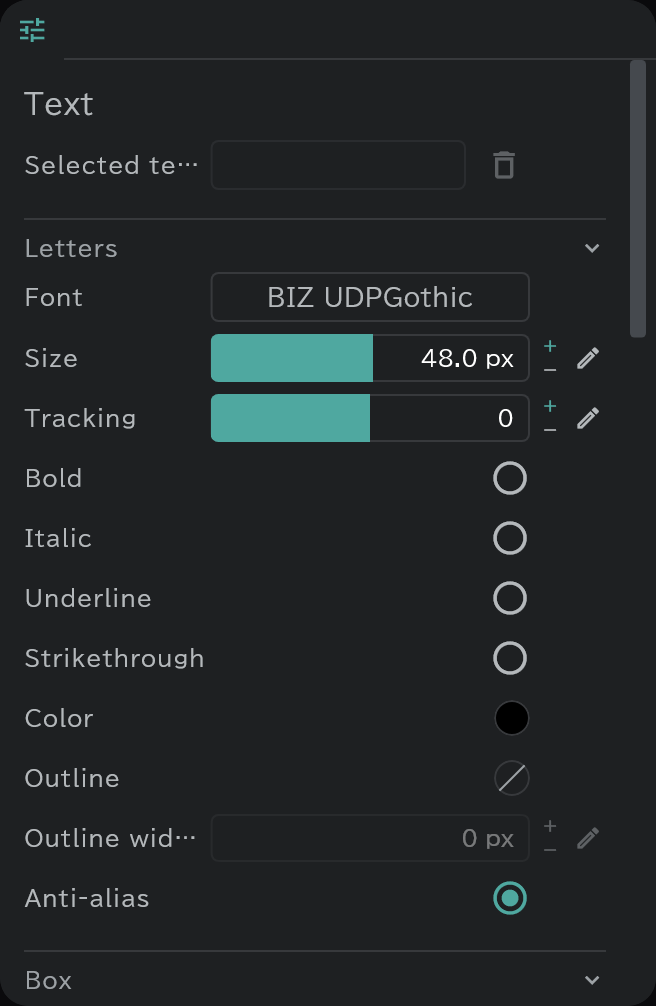 Text
Selected te…
Letters
Font BIZ UDPGothic
Size 48.0 px + −
Tracking 0 + −
Bold
Italic
Underline
Strikethrough
Color
Outline
Outline wid… 0 px + −
Anti-alias
Box